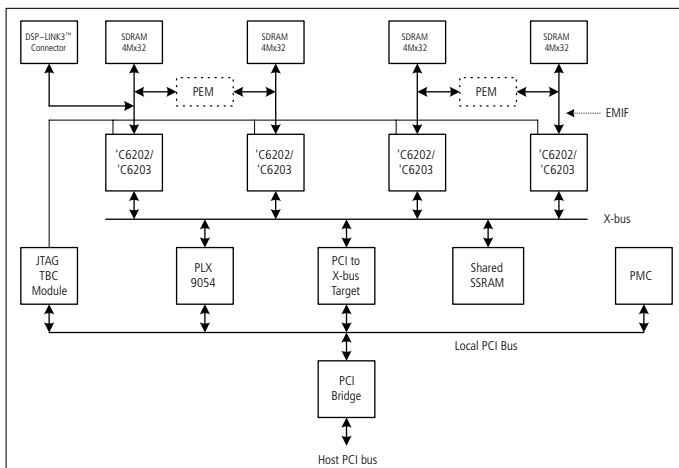 DSP–LINK3™
Connector
SDRAM
4Mx32
SDRAM
4Mx32
SDRAM
4Mx32
SDRAM
4Mx32
PEM
PEM
EMIF
'C6202/
'C6203
'C6202/
'C6203
'C6202/
'C6203
'C6202/
'C6203
X-bus
JTAG
TBC
Module
PLX
9054
PCI to
X-bus
Target
Shared
SSRAM
PMC
Local PCI Bus
PCI
Bridge
Host PCI bus